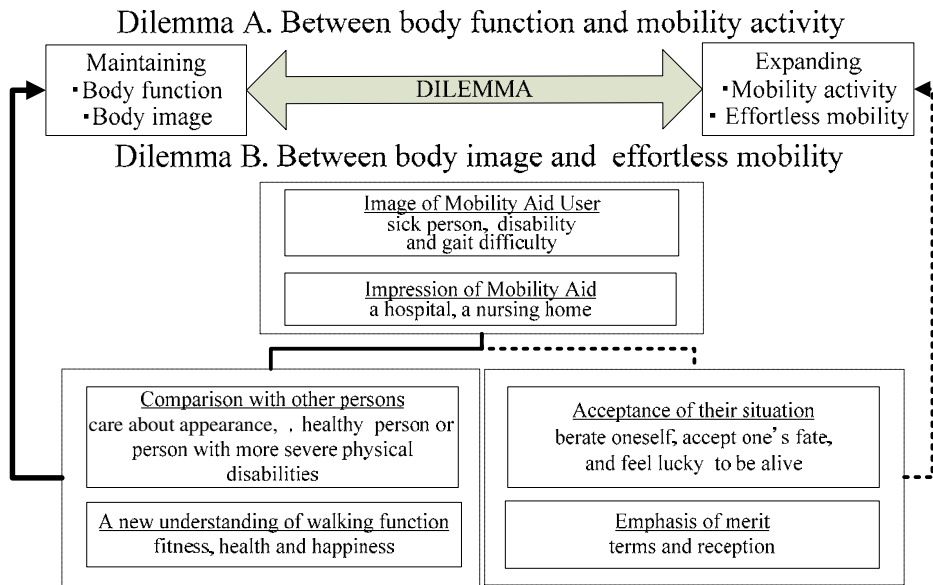 Dilemma A. Between body function and mobility activity
Maintaining
▪Body function
▪Body image
DILEMMA
Expanding
▪Mobility activity
▪ Effortless mobility
Dilemma B. Between body image and effortless mobility
Image of Mobility Aid User
sick person, disability
and gait difficulty
Impression of Mobility Aid
a hospital, a nursing home
Comparison with other persons
care about appearance, . healthy person or
person with more severe physical
disabilities
A new understanding of walking function
fitness, health and happiness
Acceptance of their situation
berate oneself, accept one's fate,
and feel lucky to be alive
Emphasis of merit
terms and reception